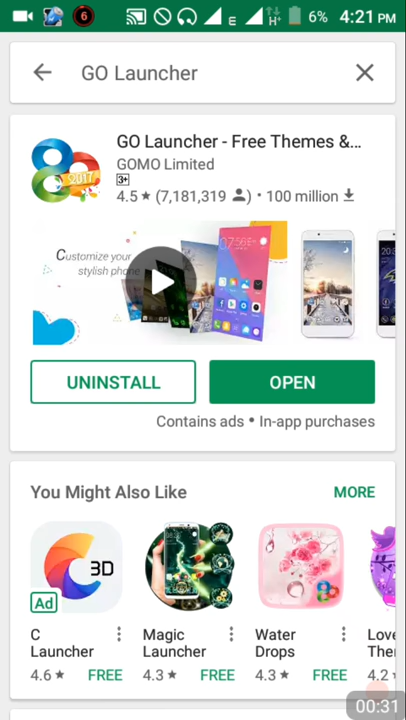 6 E H+ 6% 4:21 PM
GO Launcher
GO Launcher - Free Themes &...
GOMO Limited
3+
4.5 ★ (7,181,319) • 100 million
2017
Customize your
stylish phone
UNINSTALL OPEN
Contains ads • In-app purchases
You Might Also Like MORE
3D
Ad
C
Launcher
4.6 ★ FREE
Magic
Launcher
4.3 ★ FREE
Water
Drops
4.3 ★ FREE
Love
4.2
00:31